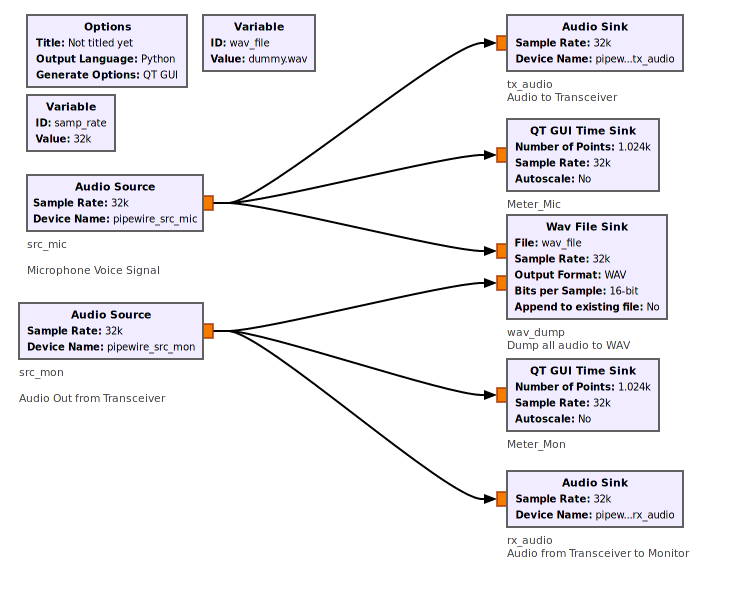 Options
Title: Not titled yet
Output Language: Python
Generate Options: QT GUI
Variable
ID: wav_file
Value: dummy.wav
Variable
ID: samp_rate
Value: 32k
Audio Source
Sample Rate: 32k
Device Name: pipewire_src_mic
src_mic
Microphone Voice Signal
Audio Source
Sample Rate: 32k
Device Name: pipewire_src_mon
src_mon
Audio Out from Transceiver
Audio Sink
Sample Rate: 32k
Device Name: pipew...tx_audio
tx_audio
Audio to Transceiver
QT GUI Time Sink
Number of Points: 1.024k
Sample Rate: 32k
Autoscale: No
Meter_Mic
Wav File Sink
File: wav_file
Sample Rate: 32k
Output Format: WAV
Bits per Sample: 16-bit
Append to existing file: No
wav_dump
Dump all audio to WAV
QT GUI Time Sink
Number of Points: 1.024k
Sample Rate: 32k
Autoscale: No
Meter_Mon
Audio Sink
Sample Rate: 32k
Device Name: pipew...rx_audio
rx_audio
Audio from Transceiver to Monitor